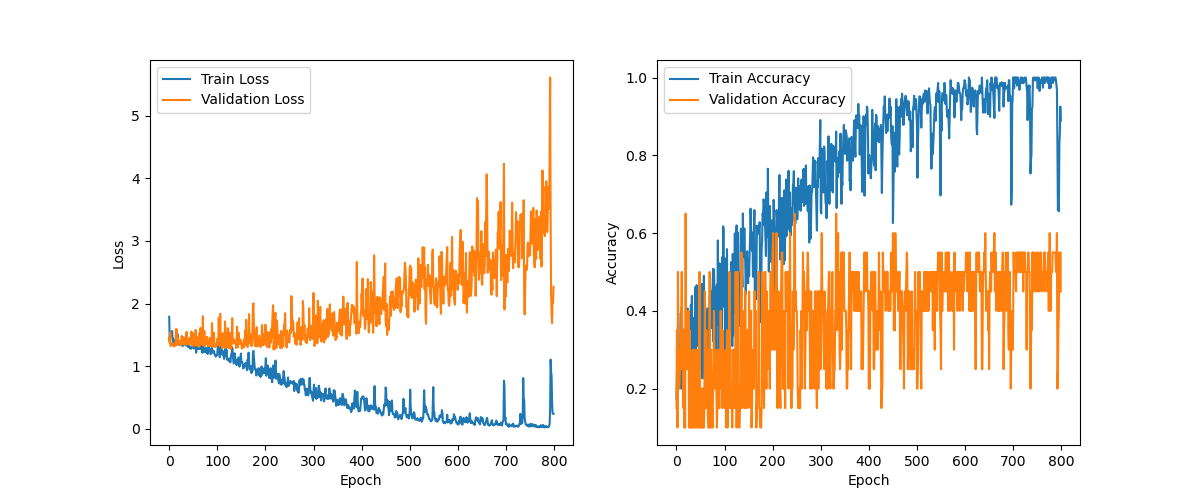 Train Loss
Validation Loss
Loss
5
4
3
2
1
0
0 100 200 300 400 500 600 700 800
Epoch
Train Accuracy
Validation Accuracy
Accuracy
1.0
0.8
0.6
0.4
0.2
0 100 200 300 400 500 600 700 800
Epoch